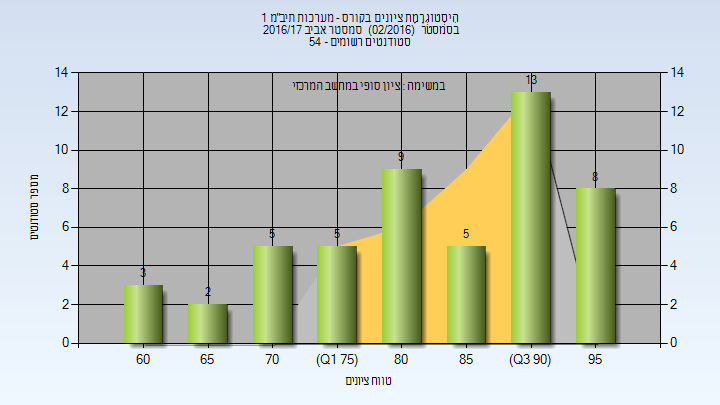 הִיסְטוֹגְרָמַת ציונים בקורס - מערכות תיב"מ 1
בסמסטר (02/2016) סמסטר אביב 2016/17
סטודנטים רשומים - 54
במשימה : ציון סופי במחשב המרכזי
14 14
12 12
10 10
8 8
6 6
4 4
2 2
0 0
3 2 5 5 9 5 13 8
מספר סטודנטים
60 65 70 (Q1 75) 80 85 (Q3 90) 95
טווח ציונים